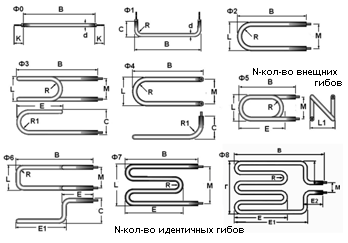 Ф0 B d K K
Ф1 C R d B
Ф2 B R M
N-кол-во внешних
гибов
Ф3 B L R M E R1 C
Ф4 B L R M R1 C
Ф5 B L R M E L1
Ф6 B L R M E R1 C E1
Ф7 B L R M E
Ф8 B Г R M E2 E E1
N-кол-во идентичных гибов